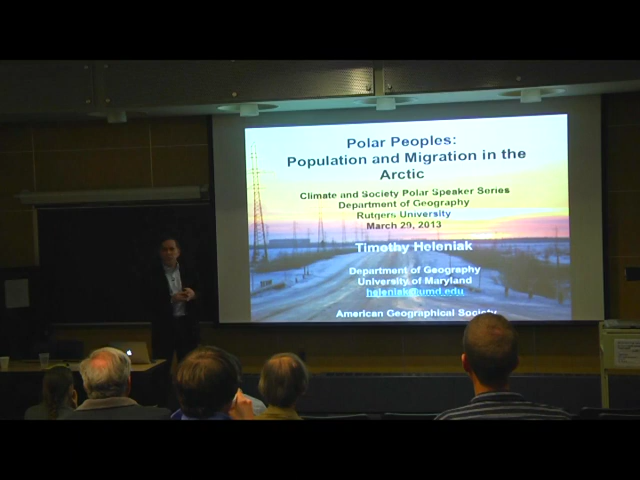 Polar Peoples:
Population and Migration in the
Arctic
Climate and Society Polar Speaker Series
Department of Geography
Rutgers University
March 29, 2013
Timothy Heleniak
Department of Geography
University of Maryland
heleniak@umd.edu
American Geographical Society